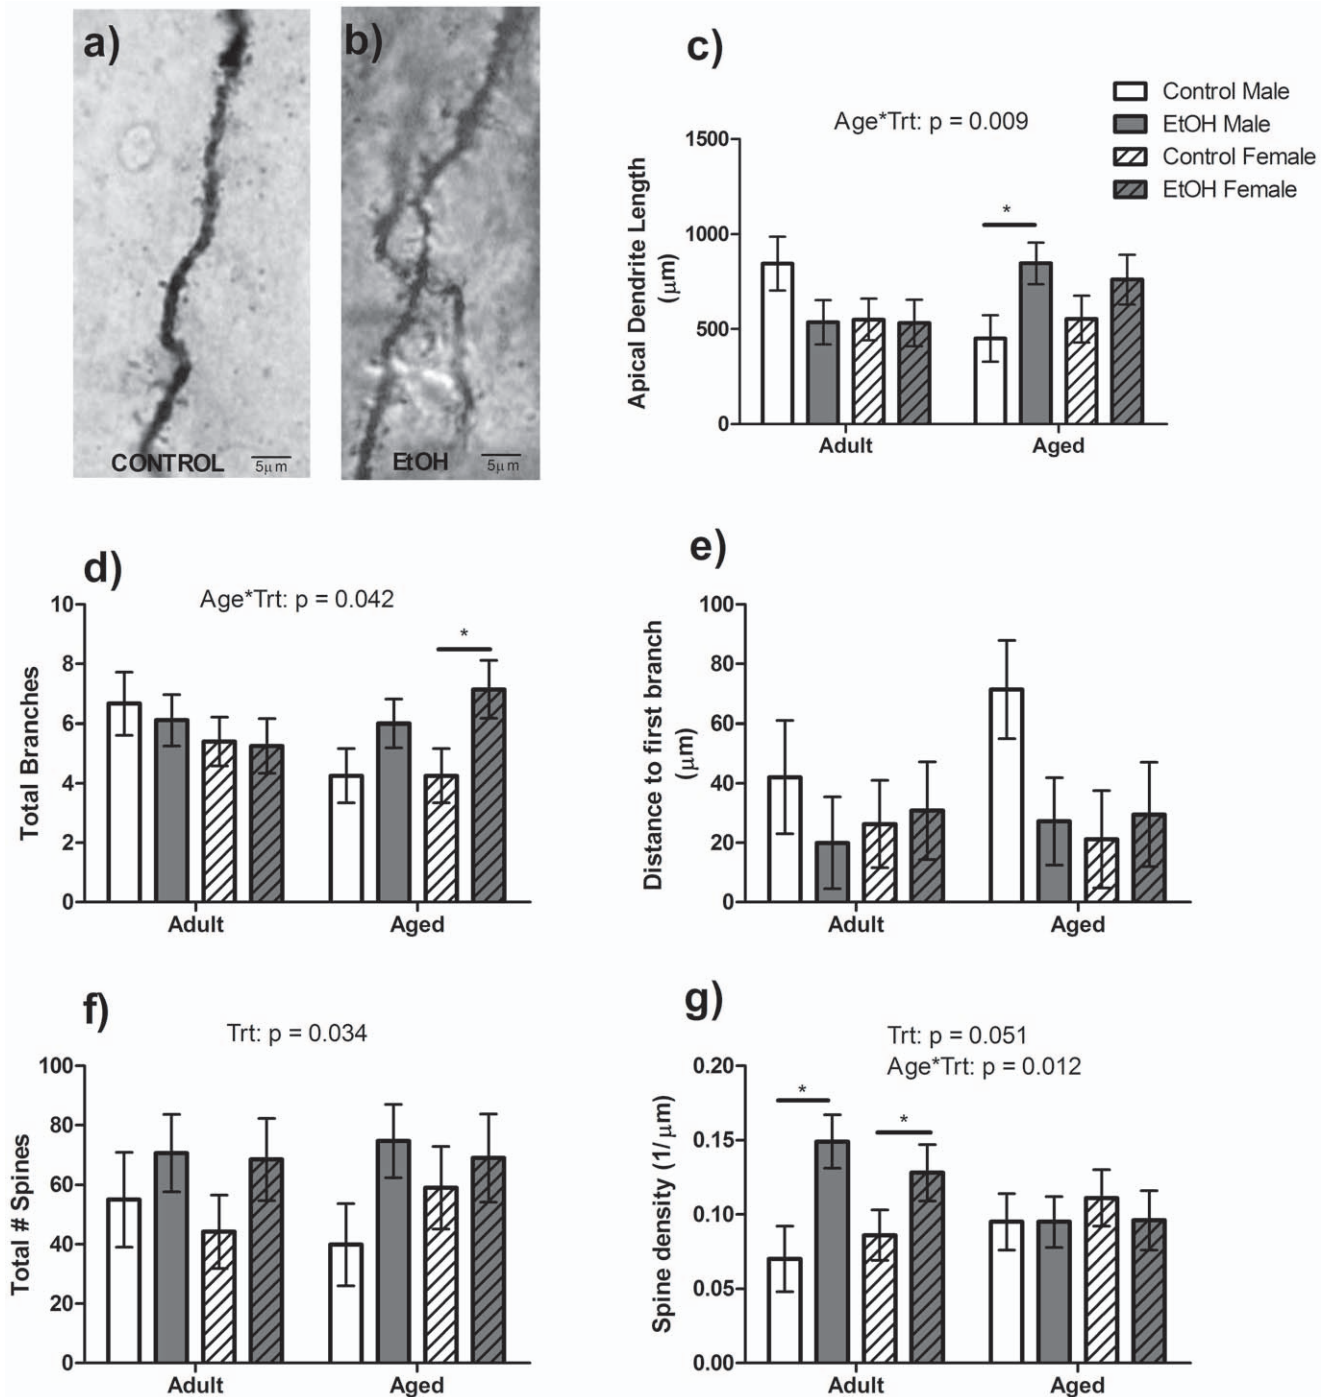 a)
CONTROL
5μm
b)
EtOH
5μm
c)
Age*Trt: p = 0.009
Control Male
EtOH Male
Control Female
EtOH Female
Apical Dendrite Length
(μm)
1500
1000
500
0
*
Adult
Aged
d)
Age*Trt: p = 0.042
Total Branches
10
8
6
4
2
0
*
Adult
Aged
e)
Distance to first branch
(μm)
100
80
60
40
20
0
Adult
Aged
f)
Trt: p = 0.034
Total # Spines
100
80
60
40
20
0
Adult
Aged
g)
Trt: p = 0.051
Age*Trt: p = 0.012
Spine density (1/μm)
0.20
0.15
0.10
0.05
0.00
*
*
Adult
Aged